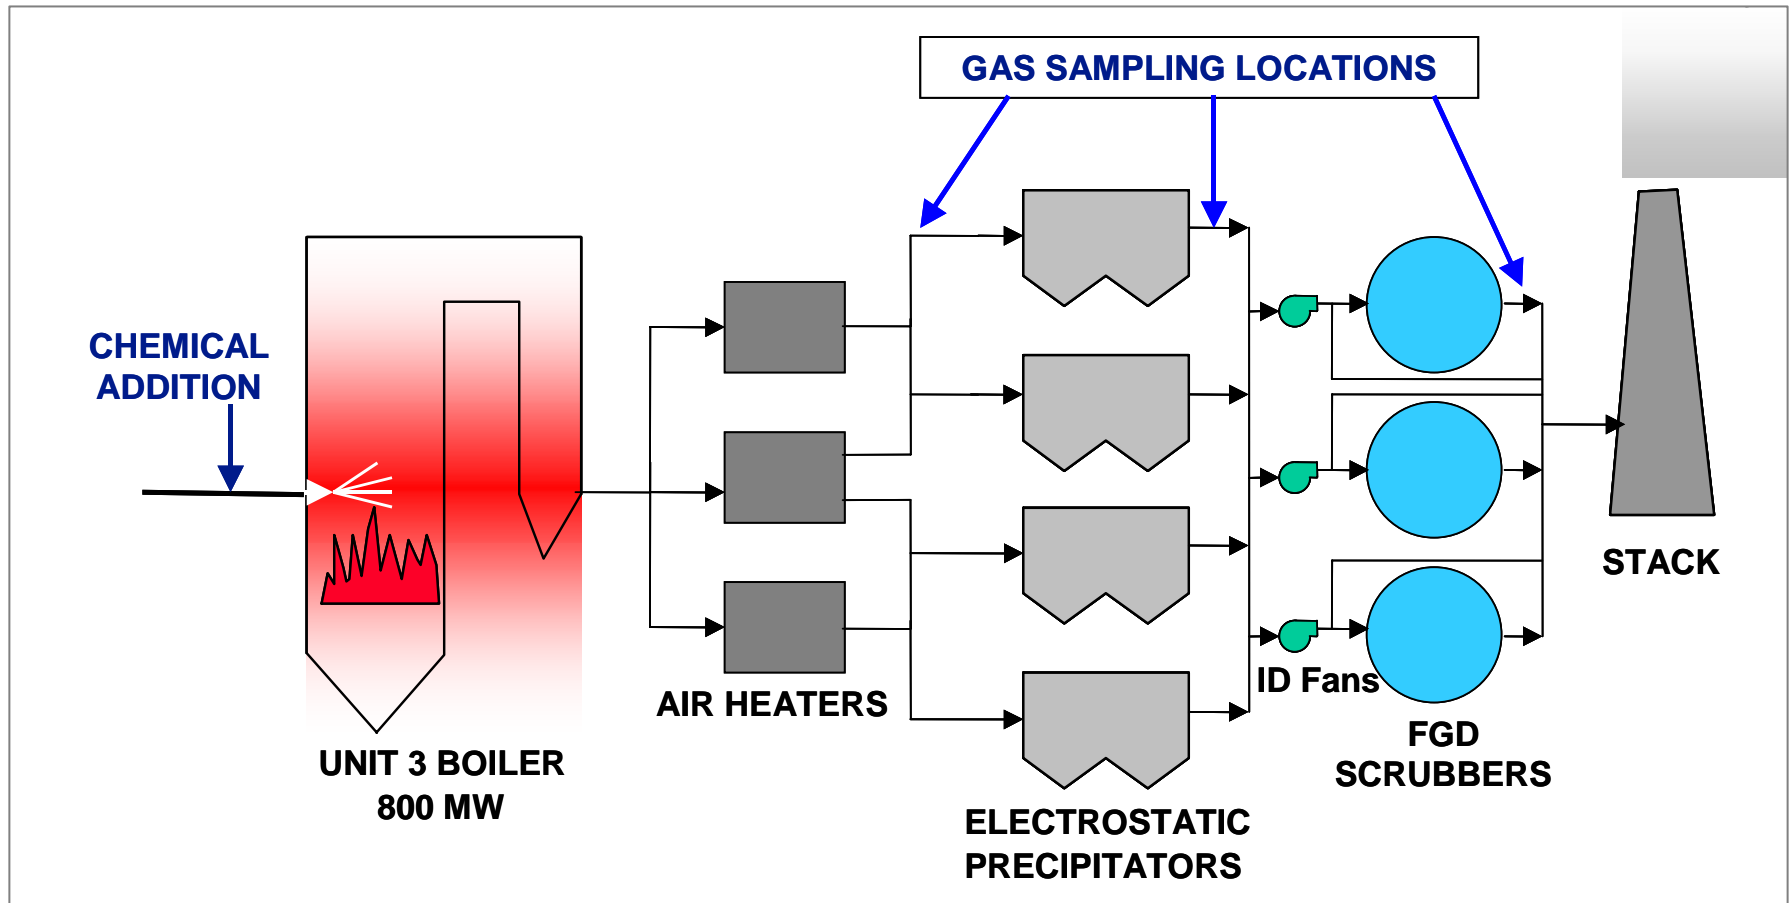 GAS SAMPLING LOCATIONS
CHEMICAL
ADDITION
UNIT 3 BOILER
800 MW
AIR HEATERS
ELECTROSTATIC
PRECIPITATORS
ID Fans
FGD
SCRUBBERS
STACK